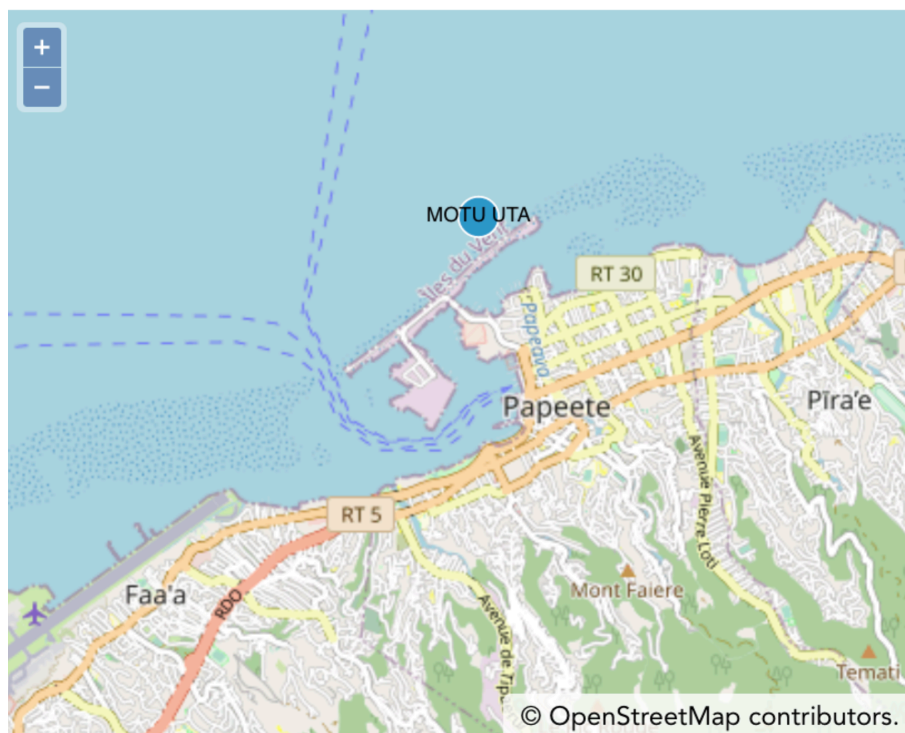 +
−
MOTU UTA
Îles du Vent
RT 30
Papeava
Papeete
Pīra'e
Avenue Pierre Loti
RT 5
Faa'a
RDO
Mont Faiere
Avenue de Tipa
Temati
© OpenStreetMap contributors.